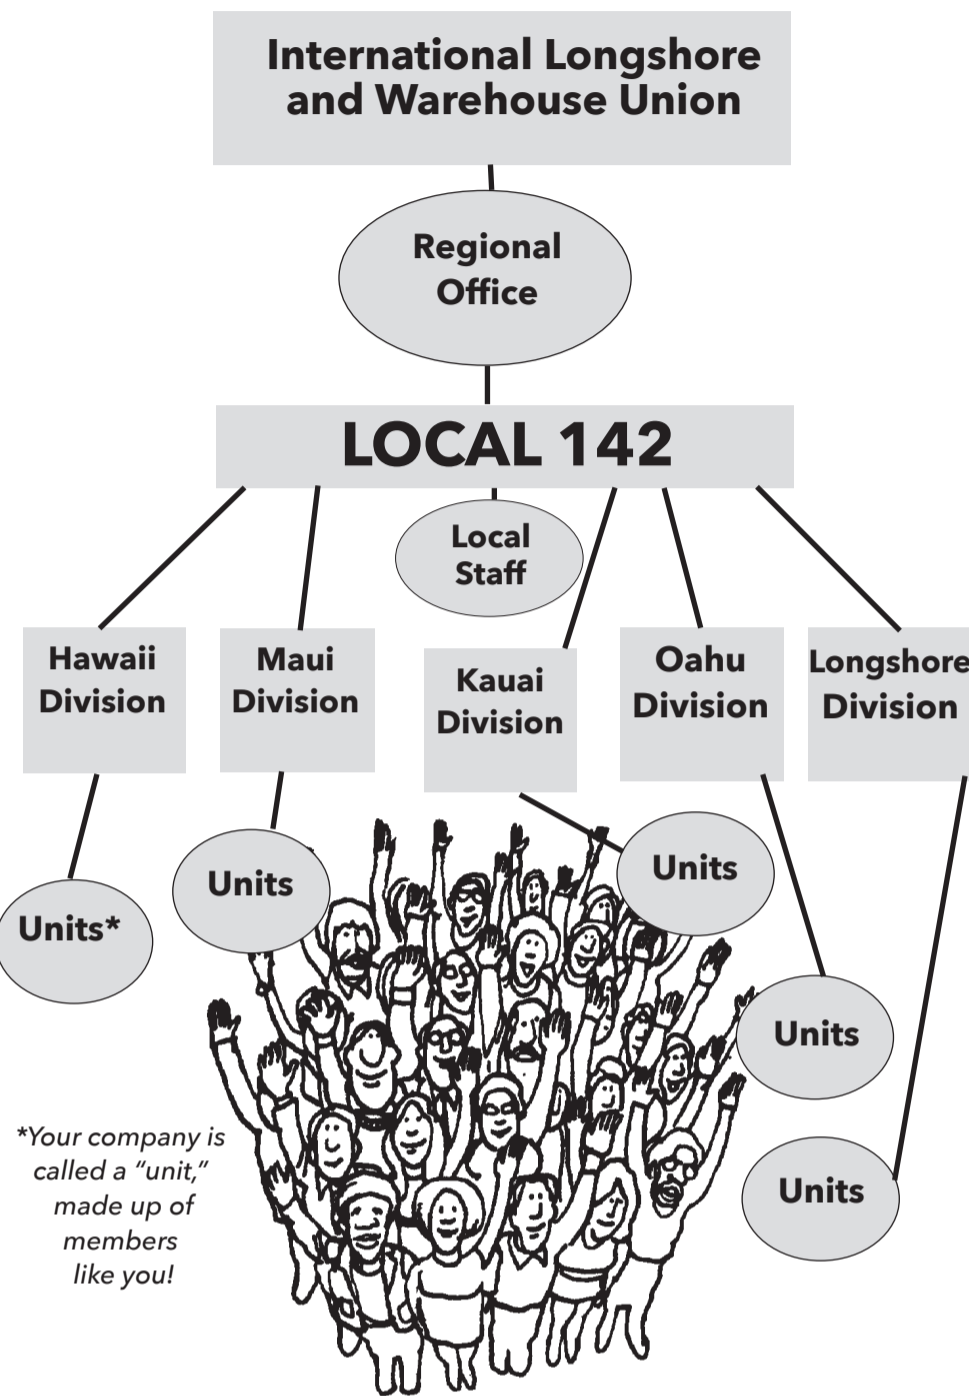 International Longshore
and Warehouse Union
Regional
Office
LOCAL 142
Local
Staff
Hawaii
Division
Maui
Division
Kauai
Division
Oahu
Division
Longshore
Division
Units*
Units
Units
Units
Units
*Your company is
called a “unit,”
made up of
members
like you!